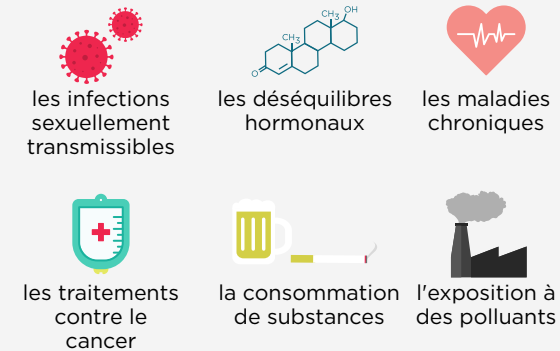 CH₃
CH₃
OH
O
les infections
sexuellement
transmissibles
les déséquilibres
hormonaux
les maladies
chroniques
les traitements
contre le
cancer
la consommation
de substances
l'exposition à
des polluants